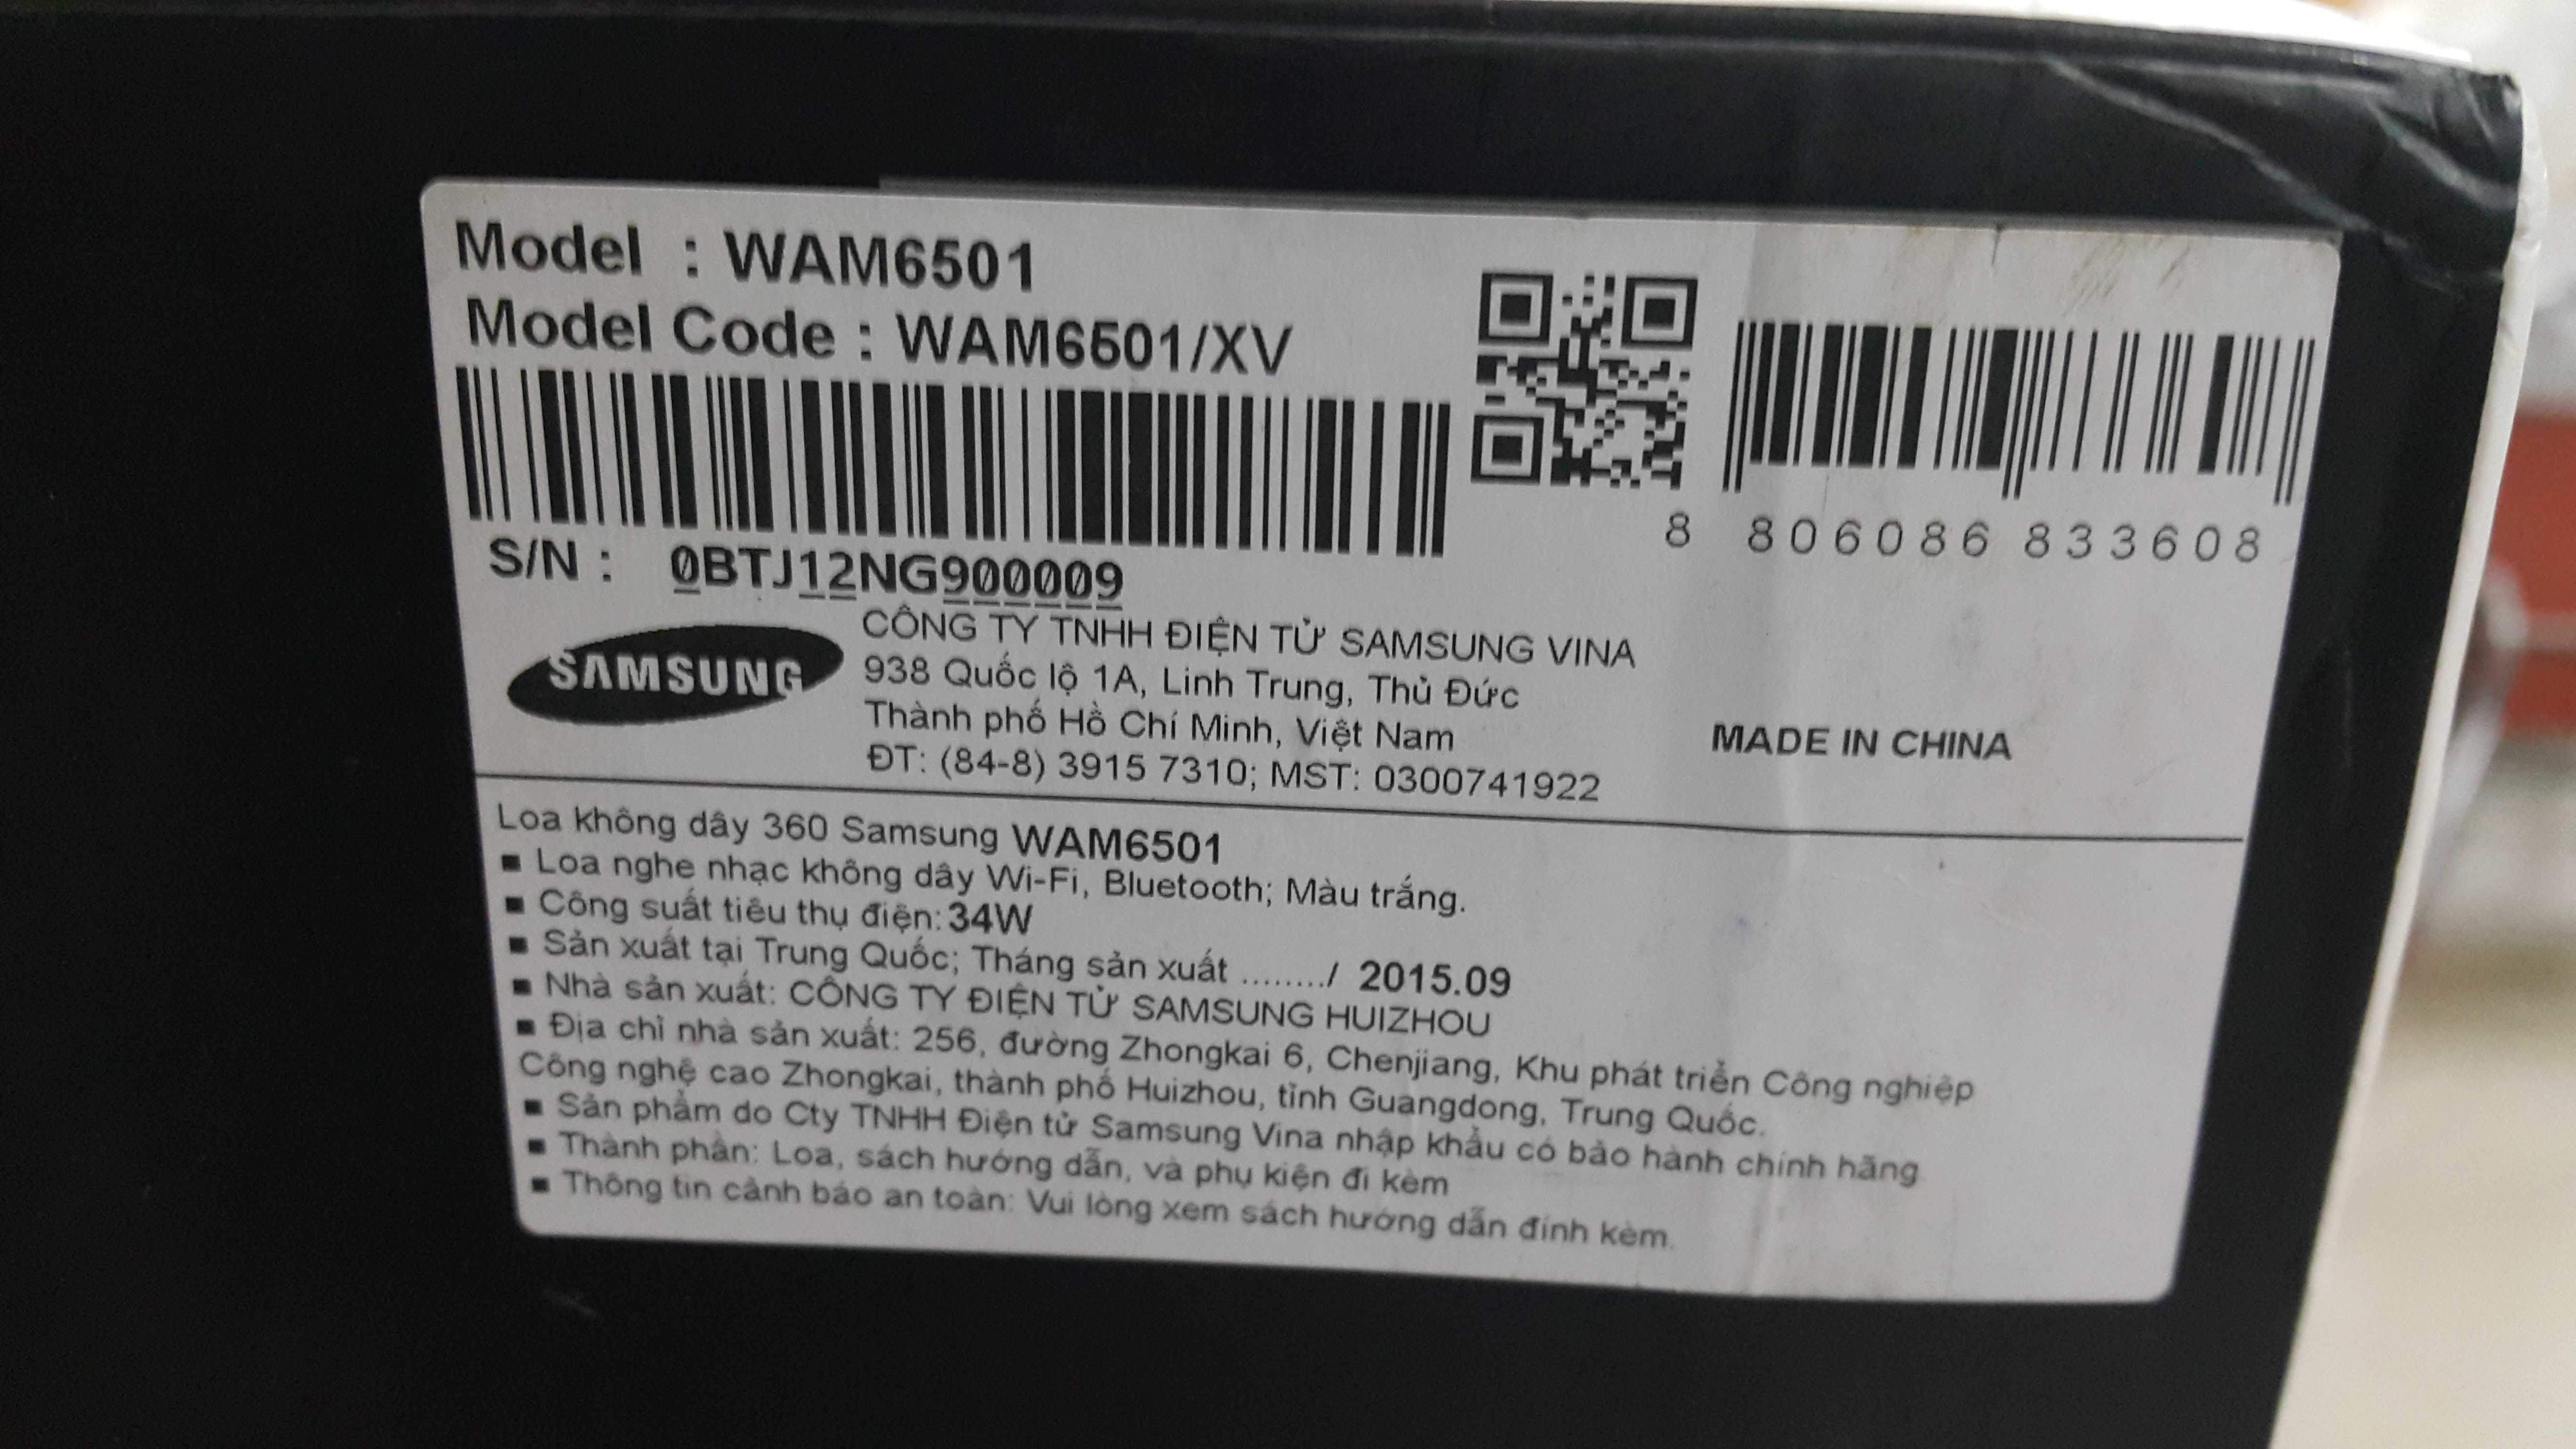 Model : WAM6501
Model Code : WAM6501/XV
8 806086 833608
S/N : 0BTJ12NG900009
SAMSUNG
CÔNG TY TNHH ĐIỆN TỬ SAMSUNG VINA
938 Quốc lộ 1A, Linh Trung, Thủ Đức
Thành phố Hồ Chí Minh, Việt Nam
ĐT: (84-8) 3915 7310; MST: 0300741922
MADE IN CHINA
Loa không dây 360 Samsung WAM6501
▪ Loa nghe nhạc không dây Wi-Fi, Bluetooth; Màu trắng.
▪ Công suất tiêu thụ điện: 34W
▪ Sản xuất tại Trung Quốc; Tháng sản xuất ......../ 2015.09
▪ Nhà sản xuất: CÔNG TY ĐIỆN TỬ SAMSUNG HUIZHOU
▪ Địa chỉ nhà sản xuất: 256, đường Zhongkai 6, Chenjiang, Khu phát triển Công nghiệp
Công nghệ cao Zhongkai, thành phố Huizhou, tỉnh Guangdong, Trung Quốc.
▪ Sản phẩm do Cty TNHH Điện tử Samsung Vina nhập khẩu có bảo hành chính hãng
▪ Thành phần: Loa, sách hướng dẫn, và phụ kiện đi kèm
▪ Thông tin cảnh báo an toàn: Vui lòng xem sách hướng dẫn đính kèm.